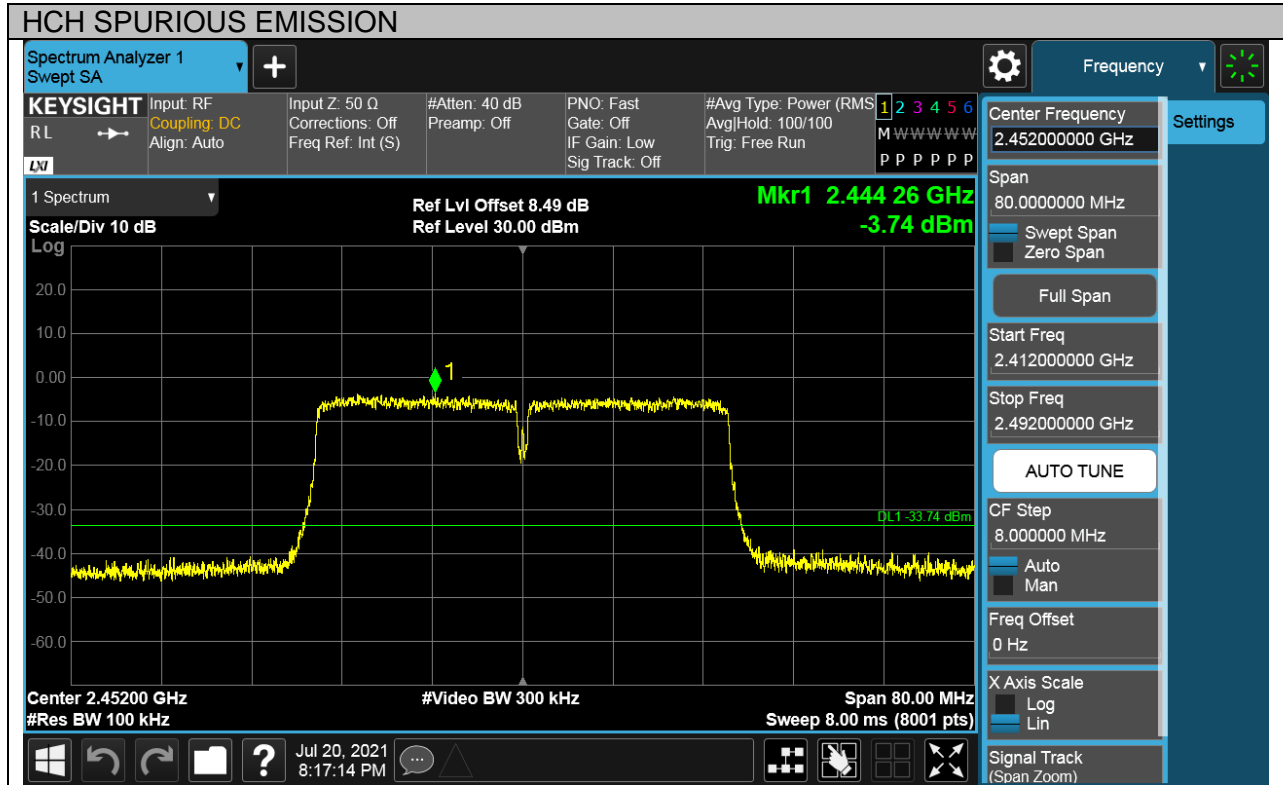 HCH SPURIOUS EMISSION
Spectrum Analyzer 1
Swept SA
+
Frequency
KEYSIGHT
R L
LXI
Input: RF
Coupling: DC
Align: Auto
Input Z: 50 Ω
Corrections: Off
Freq Ref: Int (S)
#Atten: 40 dB
Preamp: Off
PNO: Fast
Gate: Off
IF Gain: Low
Sig Track: Off
#Avg Type: Power (RMS
Avg|Hold: 100/100
Trig: Free Run
1 2 3 4 5 6
M W W W W W
P P P P P P
1 Spectrum
Scale/Div 10 dB
Ref Lvl Offset 8.49 dB
Ref Level 30.00 dBm
Mkr1 2.444 26 GHz
-3.74 dBm
Log
20.0
10.0
0.00
-10.0
-20.0
-30.0
-40.0
-50.0
-60.0
1
DL1 -33.74 dBm
Center 2.45200 GHz
#Video BW 300 kHz
Span 80.00 MHz
#Res BW 100 kHz
Sweep 8.00 ms (8001 pts)
Center Frequency
2.452000000 GHz
Settings
Span
80.0000000 MHz
Swept Span
Zero Span
Full Span
Start Freq
2.412000000 GHz
Stop Freq
2.492000000 GHz
AUTO TUNE
CF Step
8.000000 MHz
Auto
Man
Freq Offset
0 Hz
X Axis Scale
Log
Lin
Signal Track
(Span Zoom)
?
Jul 20, 2021
8:17:14 PM